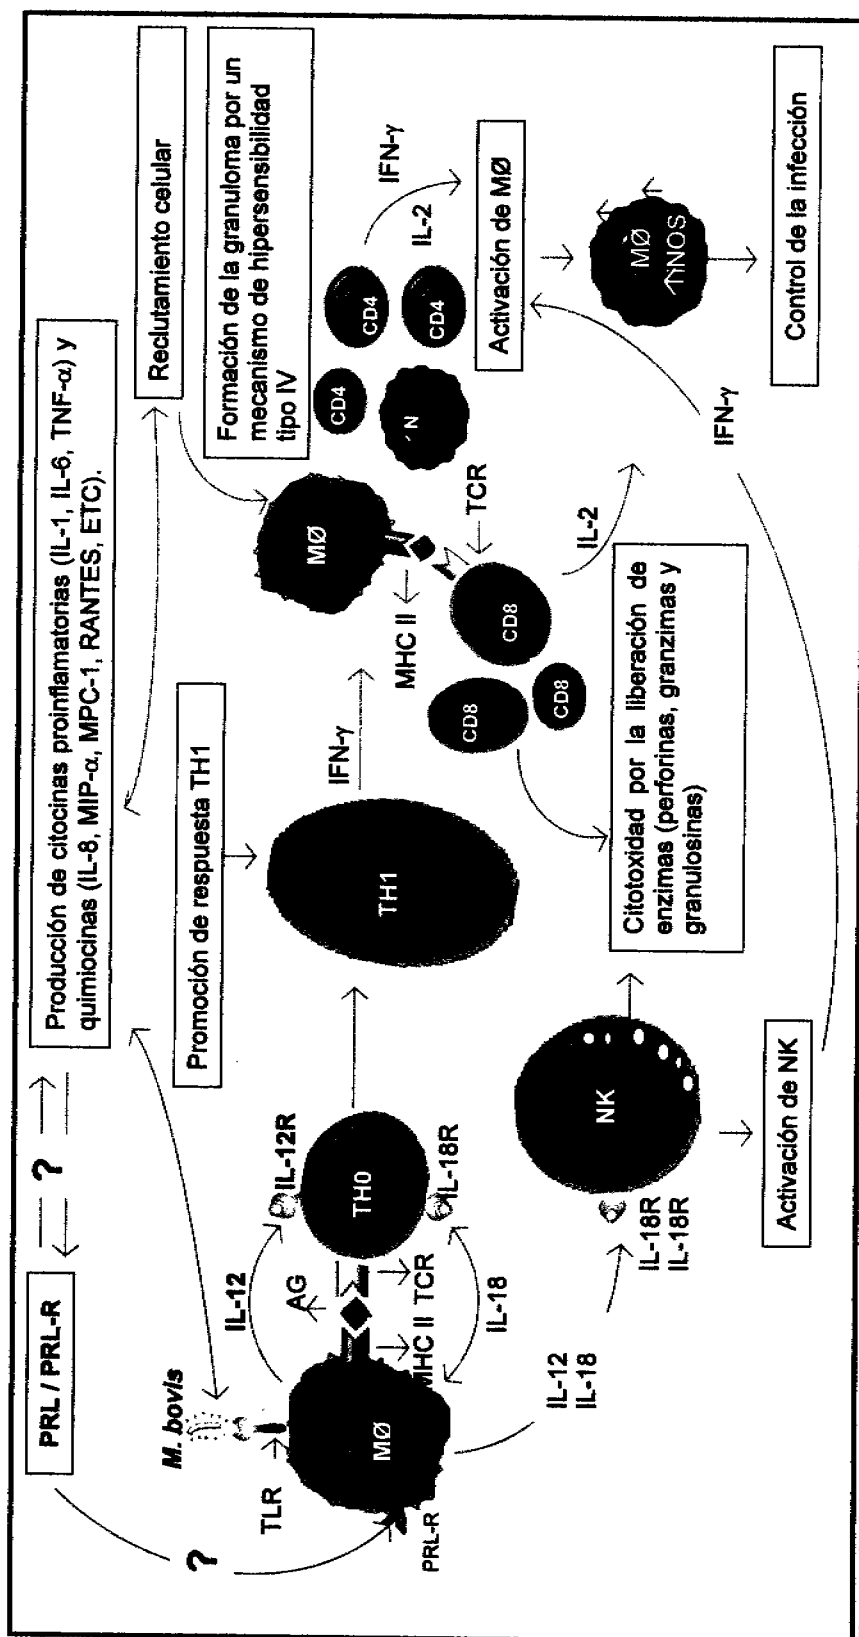 PRL / PRL-R
?
Producción de citocinas proinflamatorias (IL-1, IL-6, TNF-α) y
quimiocinas (IL-8, MIP-α, MPC-1, RANTES, ETC).
Reclutamiento celular
?
M. bovis
TLR
MØ
PRL-R
IL-12
AG
MHC II
TCR
IL-18
IL-12R
TH0
IL-18R
Promoción de respuesta TH1
TH1
IFN-γ
MØ
MHC II
TCR
Formación de la granuloma por un
mecanismo de hipersensibilidad
tipo IV
CD4
CD4
CD4
N
IFN-γ
IL-2
Activación de MØ
MØ
NOS
Control de la infección
CD8
CD8
CD8
IL-2
IFN-γ
IL-12
IL-18
IL-18R
IL-18R
NK
Activación de NK
Citotoxidad por la liberación de
enzimas (perforinas, granzimas y
granulosinas)